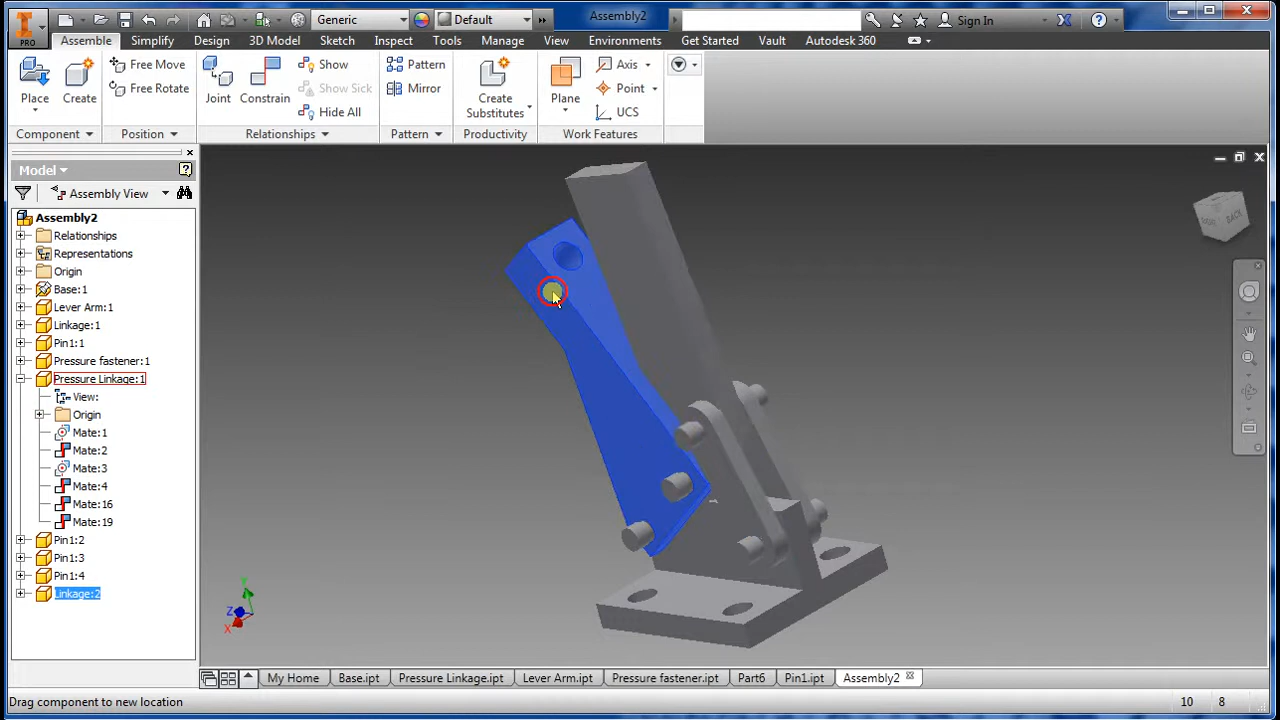 PRO
Generic
Default
Assembly2
Sign In
Assemble
Simplify
Design
3D Model
Sketch
Inspect
Tools
Manage
View
Environments
Get Started
Vault
Autodesk 360
Place
Create
Free Move
Free Rotate
Joint
Constrain
Show
Show Sick
Hide All
Pattern
Mirror
Create
Substitutes
Plane
Axis
Point
UCS
Component
Position
Relationships
Pattern
Productivity
Work Features
Model
Assembly View
Assembly2
Relationships
Representations
Origin
Base:1
Lever Arm:1
Linkage:1
Pin1:1
Pressure fastener:1
Pressure Linkage:1
View:
Origin
Mate:1
Mate:2
Mate:3
Mate:4
Mate:16
Mate:19
Pin1:2
Pin1:3
Pin1:4
Linkage:2
BACK
Y
Z
X
My Home
Base.ipt
Pressure Linkage.ipt
Lever Arm.ipt
Pressure fastener.ipt
Part6
Pin1.ipt
Assembly2
Drag component to new location
10
8